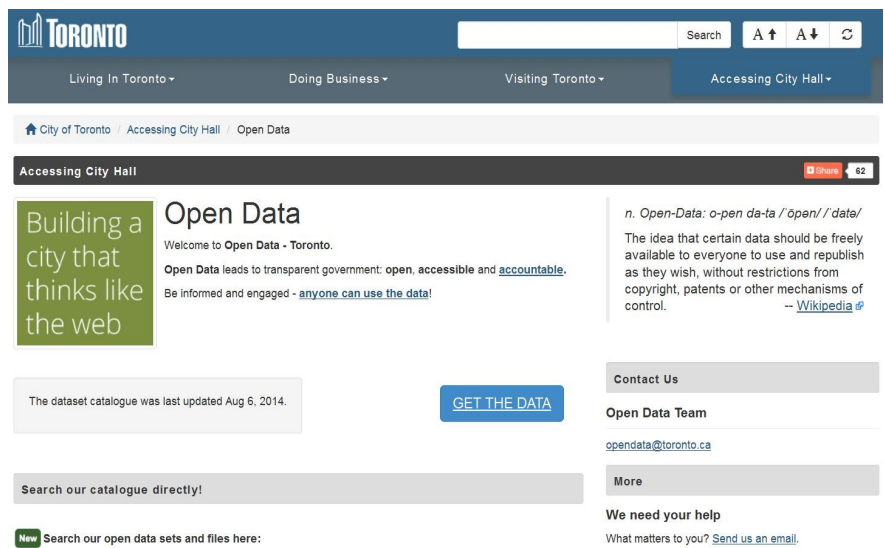 TORONTO
Search
A A
Living In Toronto
Doing Business
Visiting Toronto
Accessing City Hall
City of Toronto / Accessing City Hall / Open Data
Accessing City Hall
Share 62
Building a
city that
thinks like
the web
Open Data
Welcome to Open Data - Toronto.
Open Data leads to transparent government: open, accessible and accountable.
Be informed and engaged - anyone can use the data!
n. Open-Data: o-pen da-ta /ˈōpən/ /ˈdatə/
The idea that certain data should be freely
available to everyone to use and republish
as they wish, without restrictions from
copyright, patents or other mechanisms of
control. -- Wikipedia
The dataset catalogue was last updated Aug 6, 2014.
GET THE DATA
Search our catalogue directly!
New Search our open data sets and files here:
Contact Us
Open Data Team
opendata@toronto.ca
More
We need your help
What matters to you? Send us an email.